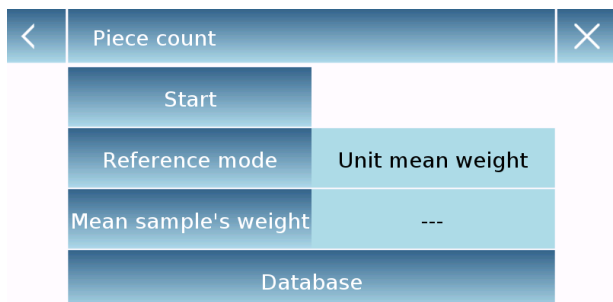 Piece count
Start
Reference mode
Unit mean weight
Mean sample's weight
---
Database